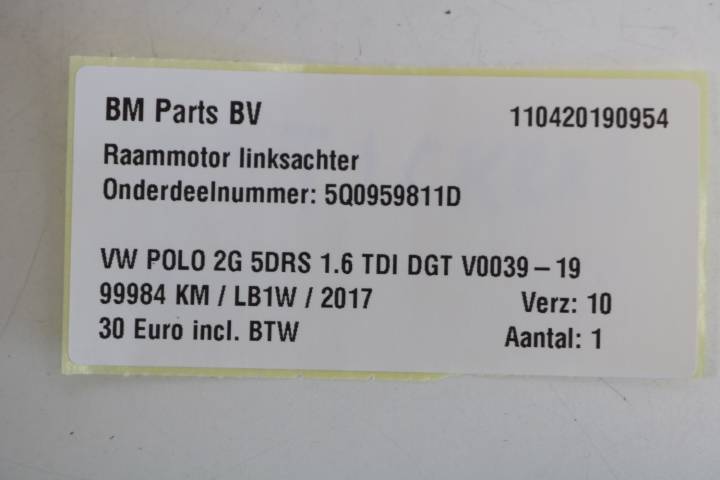 BM Parts BV 110420190954
Raammotor linksachter
Onderdeelnummer: 5Q0959811D
VW POLO 2G 5DRS 1.6 TDI DGT V0039 – 19
99984 KM / LB1W / 2017 Verz: 10
30 Euro incl. BTW Aantal: 1